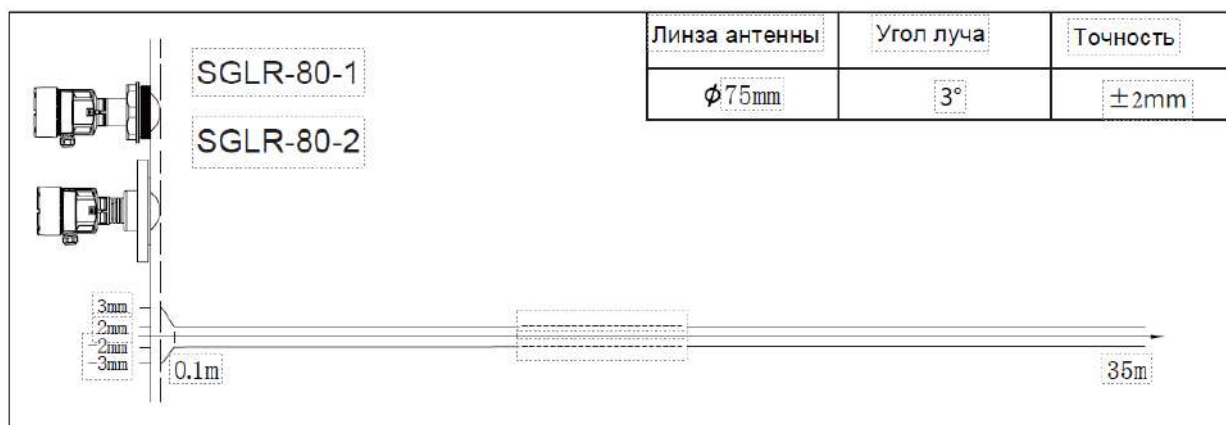 Линза антенны
Угол луча
Точность
ϕ75mm
3°
±2mm
SGLR-80-1
SGLR-80-2
3mm
2mm
-2mm
-3mm
0.1m
35m